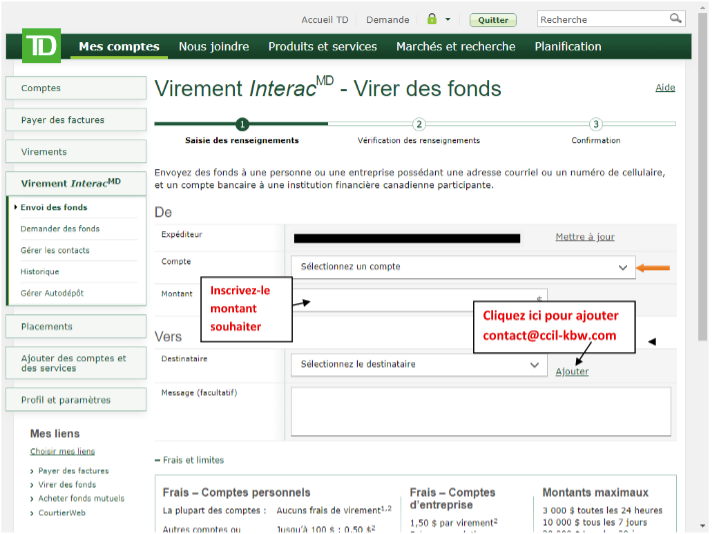 Accueil TD Demande Quitter Recherche
TD Mes comptes Nous joindre Produits et services Marchés et recherche Planification
Comptes
Payer des factures
Virements
Virement InteracMD
Envoi des fonds
Demander des fonds
Gérer les contacts
Historique
Gérer Autodépôt
Placements
Ajouter des comptes et
des services
Profil et paramètres
Mes liens
Choisir mes liens
Payer des factures
Virer des fonds
Acheter fonds mutuels
CourtierWeb
Virement InteracMD - Virer des fonds
Aide
1 2 3
Saisie des renseignements Vérification des renseignements Confirmation
Envoyez des fonds à une personne ou une entreprise possédant une adresse courriel ou un numéro de cellulaire,
et un compte bancaire à une institution financière canadienne participante.
De
Expéditeur Mettre à jour
Compte Sélectionnez un compte
Montant $
Inscrivez-le
montant
souhaiter
Cliquez ici pour ajouter
contact@ccil-kbw.com
Vers
Destinataire Sélectionnez le destinataire Ajouter
Message (facultatif)
– Frais et limites
Frais – Comptes personnels
La plupart des comptes : Aucuns frais de virement1,2
Autres comptes ou Jusqu'à 100 $ : 0,50 $2
Frais – Comptes
d'entreprise
1,50 $ par virement2
Montants maximaux
3 000 $ toutes les 24 heures
10 000 $ tous les 7 jours